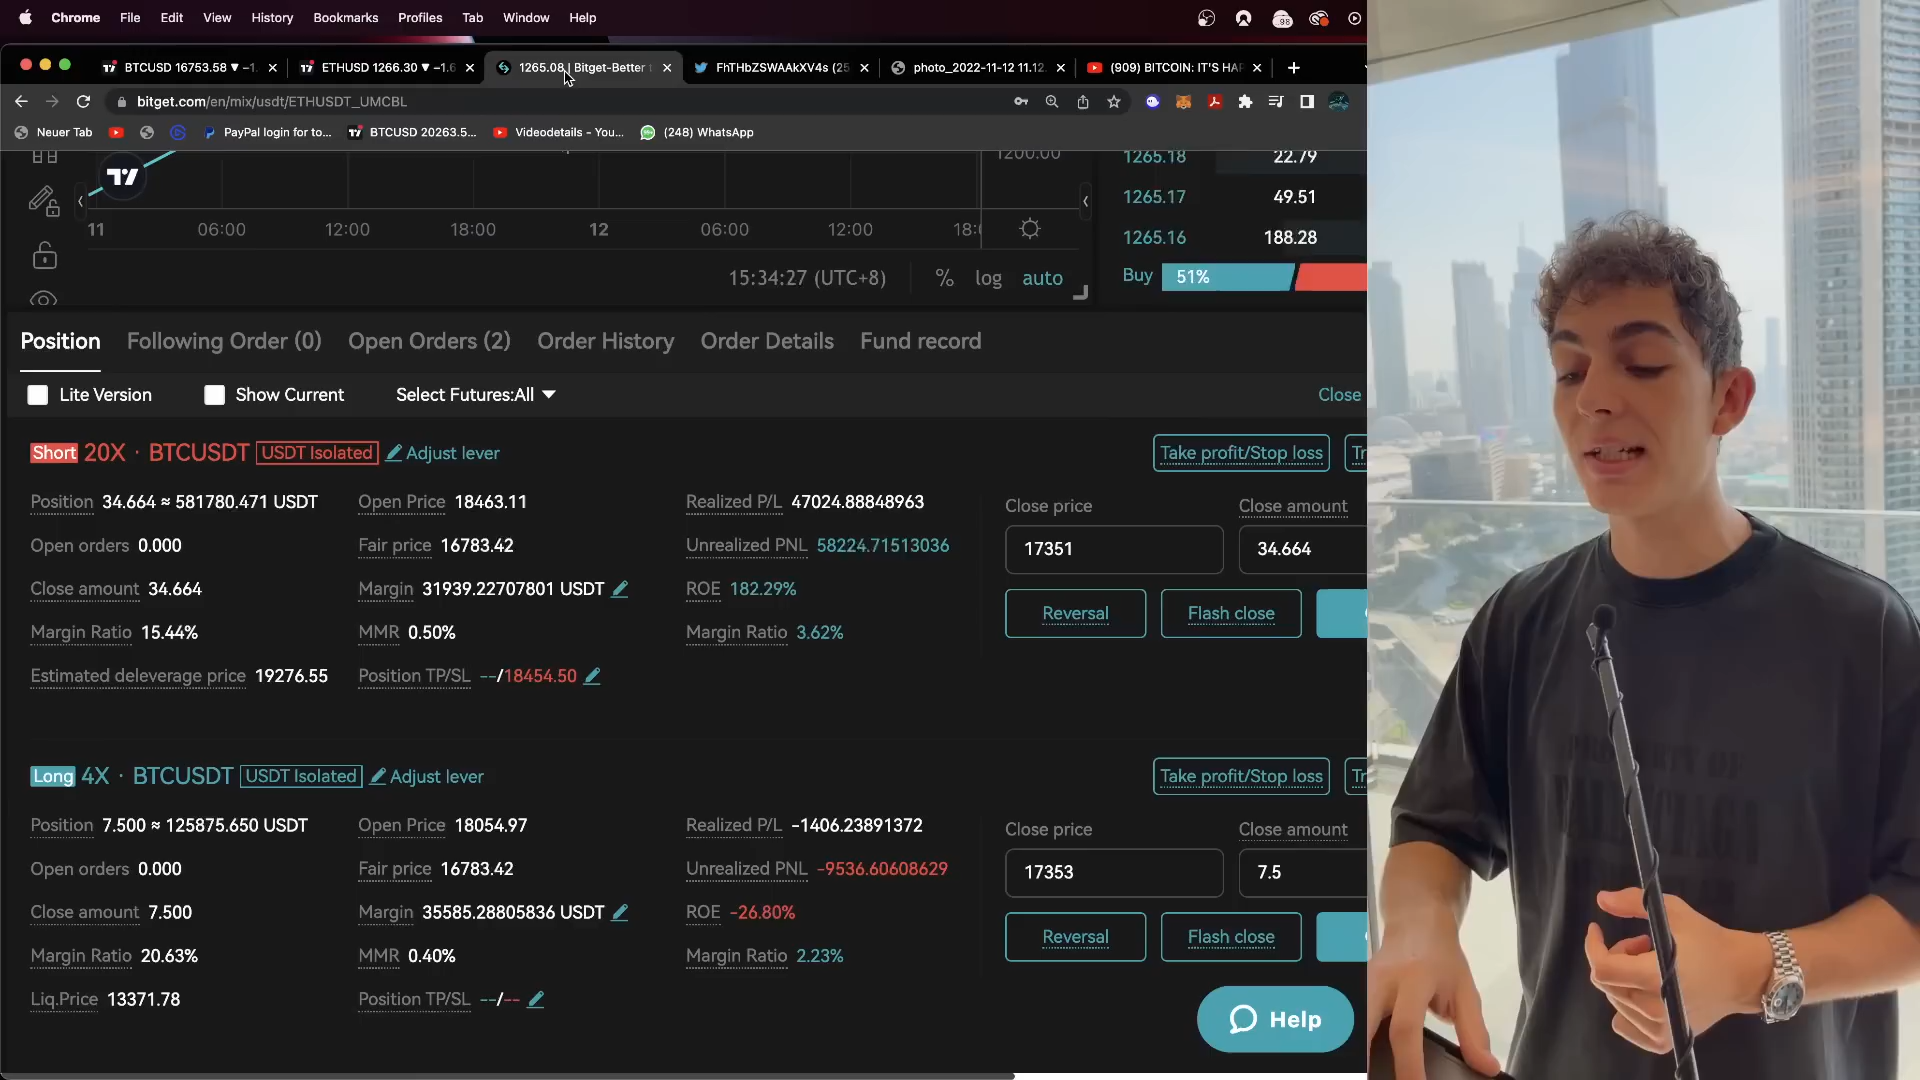 Chrome File Edit View History Bookmarks Profiles Tab Window Help
BTCUSD 16753.58 ▼ −1. ETHUSD 1266.30 ▼ −1.6 1265.08 | Bitget-Better t FhTHbZSWAAkXV4s (25 photo_2022-11-12 11.12. (909) BITCOIN: IT'S HAP
bitget.com/en/mix/usdt/ETHUSDT_UMCBL
Neuer Tab PayPal login for to... BTCUSD 20263.5... Videodetails – You... (248) WhatsApp
1200.00 1265.18 22.79
1265.17 49.51
11 06:00 12:00 18:00 12 06:00 12:00 18:
1265.16 188.28
15:34:27 (UTC+8) % log auto Buy 51%
Position Following Order (0) Open Orders (2) Order History Order Details Fund record
Lite Version Show Current Select Futures:All Close
Short 20X · BTCUSDT USDT Isolated Adjust lever Take profit/Stop loss Tr
Position 34.664 ≈ 581780.471 USDT Open Price 18463.11 Realized P/L 47024.88848963 Close price Close amount
Open orders 0.000 Fair price 16783.42 Unrealized PNL 58224.71513036 17351 34.664
Close amount 34.664 Margin 31939.22707801 USDT ROE 182.29%
Reversal Flash close
Margin Ratio 15.44% MMR 0.50% Margin Ratio 3.62%
Estimated deleverage price 19276.55 Position TP/SL --/18454.50
Long 4X · BTCUSDT USDT Isolated Adjust lever Take profit/Stop loss Tr
Position 7.500 ≈ 125875.650 USDT Open Price 18054.97 Realized P/L -1406.23891372 Close price Close amount
Open orders 0.000 Fair price 16783.42 Unrealized PNL -9536.60608629 17353 7.5
Close amount 7.500 Margin 35585.28805836 USDT ROE -26.80%
Reversal Flash close
Margin Ratio 20.63% MMR 0.40% Margin Ratio 2.23%
Liq.Price 13371.78 Position TP/SL --/--
Help